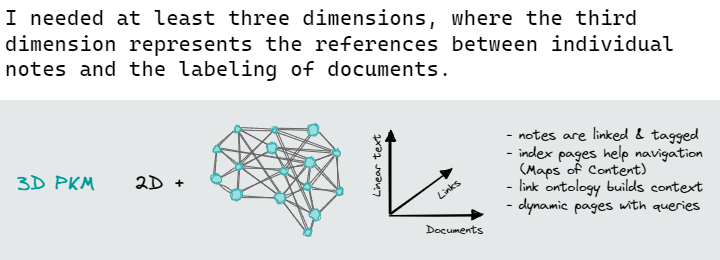 I needed at least three dimensions, where the third
dimension represents the references between individual
notes and the labeling of documents.
3D PKM
2D +
Linear text
Links
Documents
- notes are linked & tagged
- index pages help navigation
(Maps of Content)
- link ontology builds context
- dynamic pages with queries